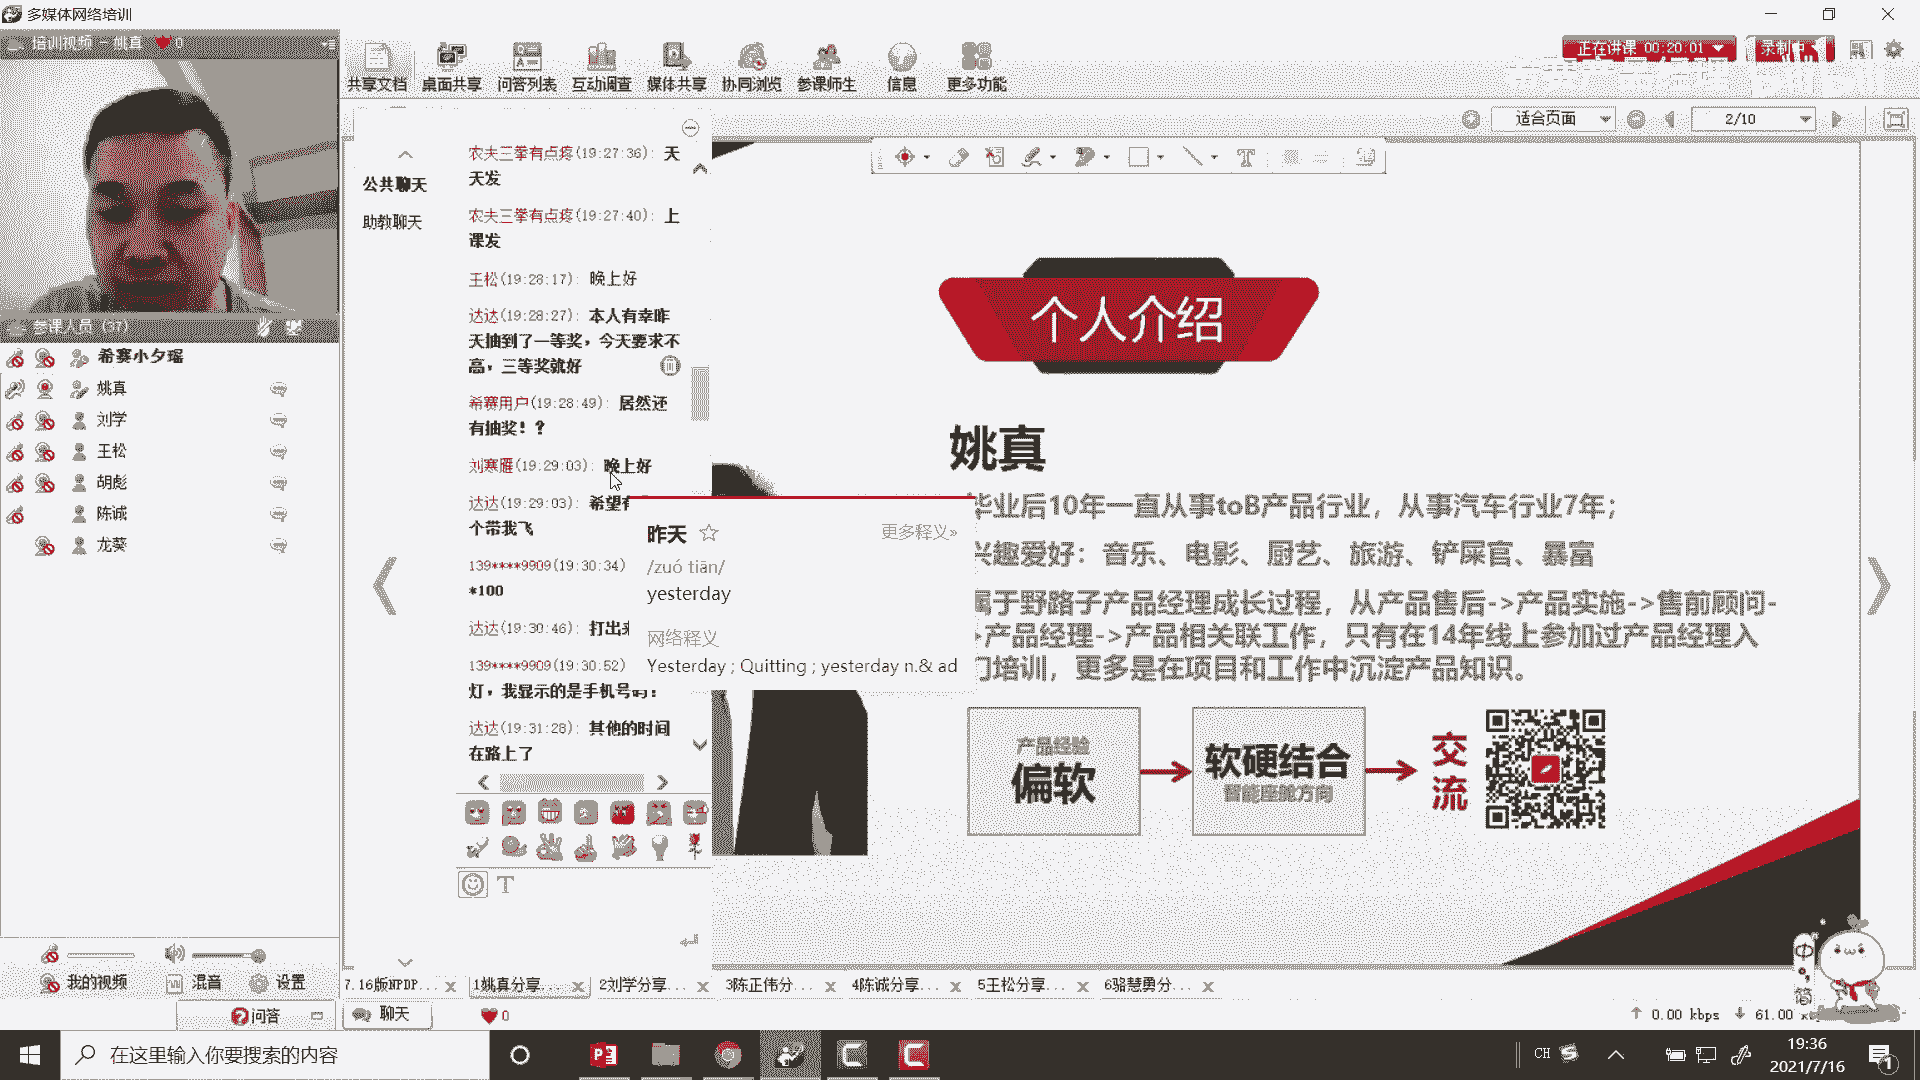 多媒体网络培训
培训视频 - 姚真
0
共享文档
桌面共享
问答列表
互动调查
媒体共享
协同浏览
参课师生
信息
更多功能
正在讲课 00:20:01
录制中
适合页面
2/10
公共聊天
助教聊天
农夫三拳有点疼(19:27:36): 天
天发
农夫三拳有点疼(19:27:40): 上
课发
王松(19:28:17): 晚上好
达达(19:28:27): 本人有幸昨
天抽到了一等奖，今天要求不
高，三等奖就好
希赛用户(19:28:49): 居然还
有抽奖！？
刘寒雁(19:29:03): 晚上好
达达(19:29:03): 希望有
个带我飞
139****9909(19:30:34)
*100
达达(19:30:46): 打出来
139****9909(19:30:52)
灯，我显示的是手机号码！
达达(19:31:28): 其他的时间
在路上了
昨天
更多释义»
/zuó tiān/
yesterday
网络释义
Yesterday ; Quitting ; yesterday n.& ad
个人介绍
姚真
毕业后10年一直从事toB产品行业，从事汽车行业7年；
兴趣爱好：音乐、电影、厨艺、旅游、铲屎官、暴富
属于野路子产品经理成长过程，从产品售后->产品实施->售前顾问-
>产品经理->产品相关联工作，只有在14年线上参加过产品经理入
门培训，更多是在项目和工作中沉淀产品知识。
产品经验
偏软
软硬结合
智能座舱方向
交
流
参课人员 (37)
希赛小夕瑶
姚真
刘学
王松
胡彪
陈诚
龙葵
我的视频
混音
设置
问答
聊天
0
7.16版NPDP...
1姚真分享...
2刘学分享...
3陈正伟分...
4陈诚分享...
5王松分享...
6骆慧勇分...
0.00 kbps
61.00
中
简
在这里输入你要搜索的内容
CH
19:36
2021/7/16
1